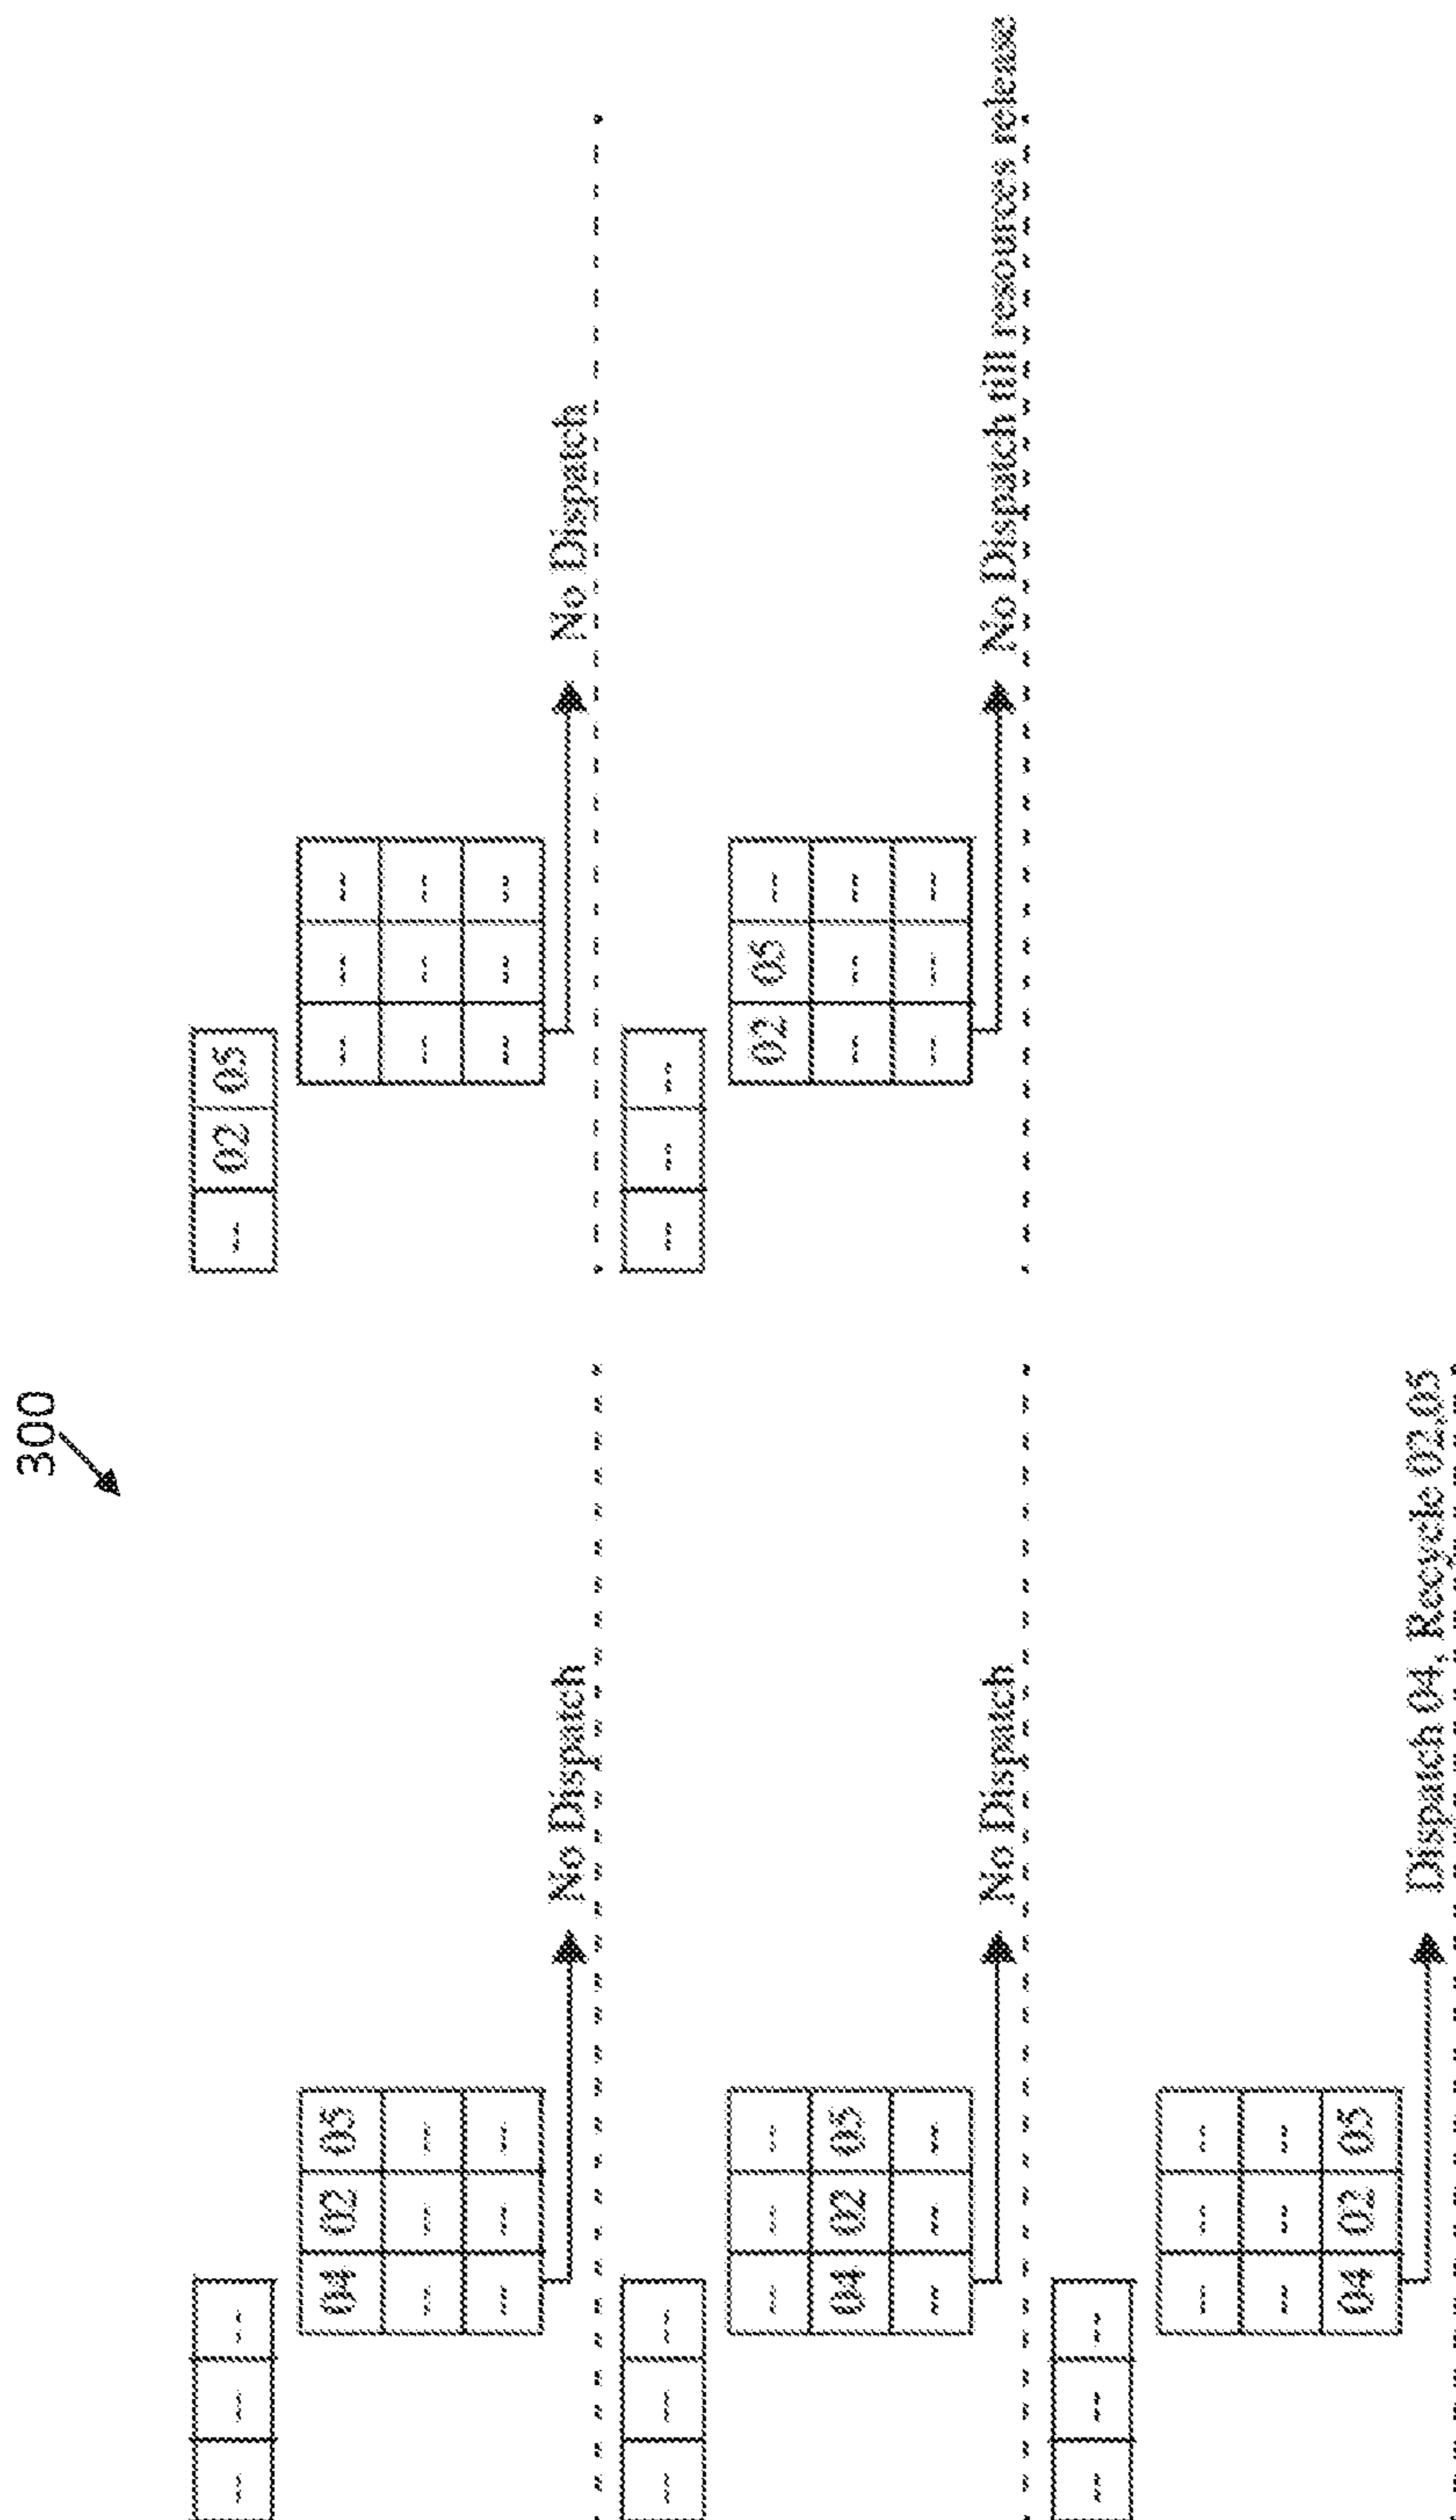 300
-- -- --
04 02 05
-- -- --
-- -- --
No Dispatch
-- -- --
-- -- --
04 02 05
-- -- --
No Dispatch
-- -- --
-- -- --
-- -- --
04 02 05
Dispatch 04, Recycle 02,05
-- 02 05
-- -- --
-- -- --
-- -- --
No Dispatch
-- -- --
02 05 --
-- -- --
-- -- --
No Dispatch till resources release